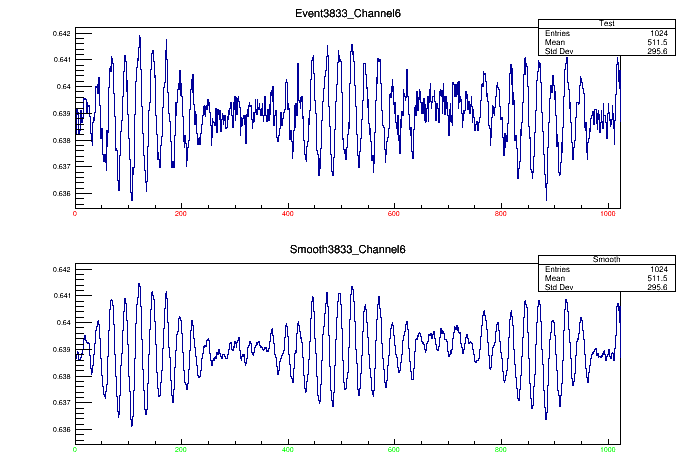 Event3833_Channel6
Test
Entries 1024
Mean 511.5
Std Dev 295.6
0.642
0.641
0.64
0.639
0.638
0.637
0.636
0 200 400 600 800 1000
Smooth3833_Channel6
Smooth
Entries 1024
Mean 511.5
Std Dev 295.6
0.642
0.641
0.64
0.639
0.638
0.637
0.636
0 200 400 600 800 1000